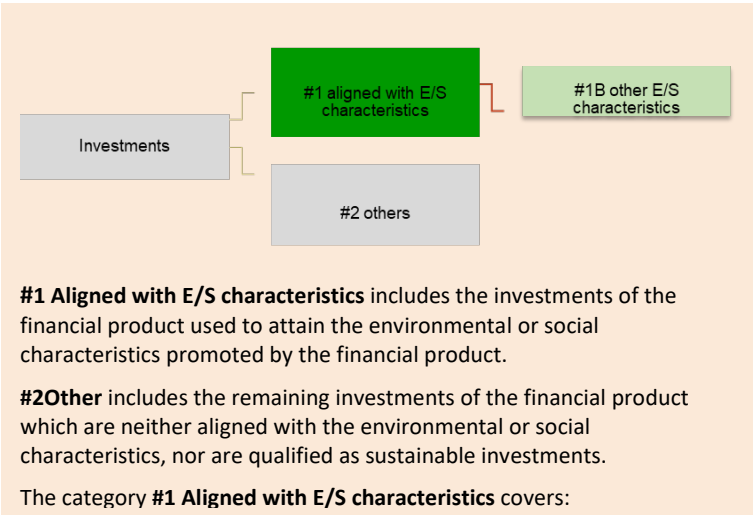 #1 aligned with E/S
characteristics
#1B other E/S
characteristics
Investments
#2 others
#1 Aligned with E/S characteristics includes the investments of the
financial product used to attain the environmental or social
characteristics promoted by the financial product.
#2Other includes the remaining investments of the financial product
which are neither aligned with the environmental or social
characteristics, nor are qualified as sustainable investments.
The category #1 Aligned with E/S characteristics covers: